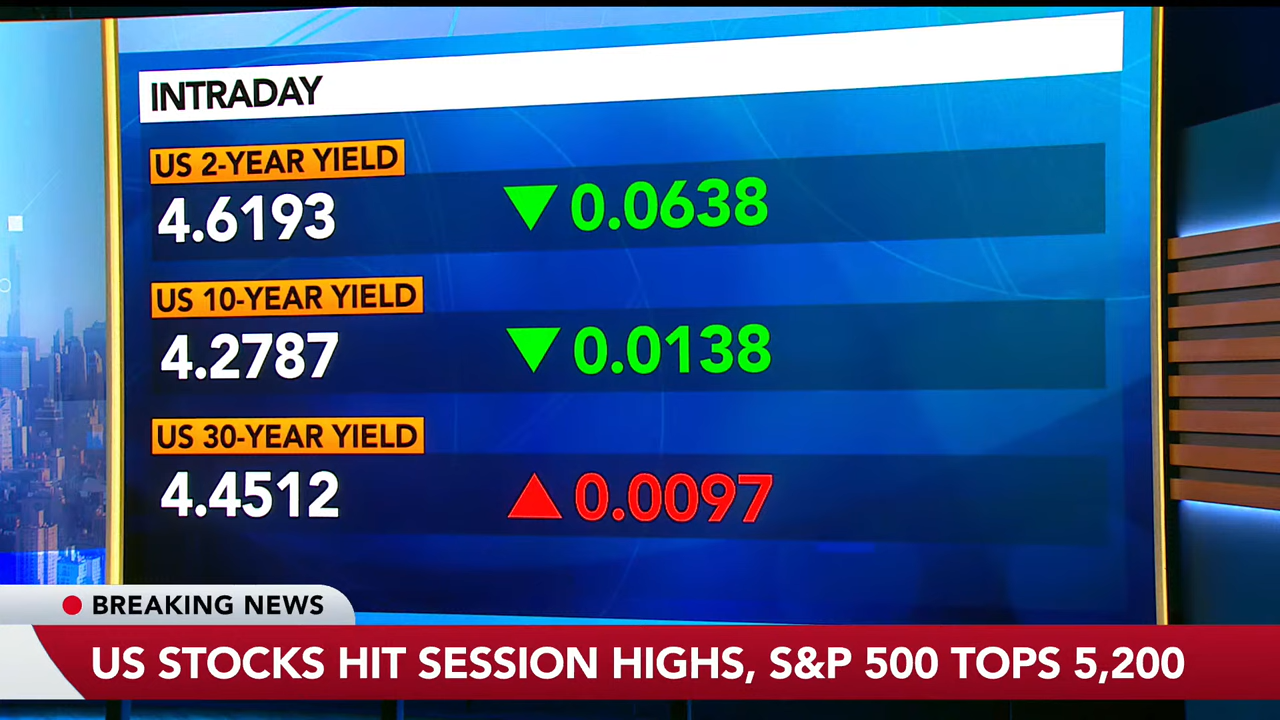 INTRADAY
US 2-YEAR YIELD
4.6193 ▼ 0.0638
US 10-YEAR YIELD
4.2787 ▼ 0.0138
US 30-YEAR YIELD
4.4512 ▲ 0.0097
BREAKING NEWS
US STOCKS HIT SESSION HIGHS, S&P 500 TOPS 5,200